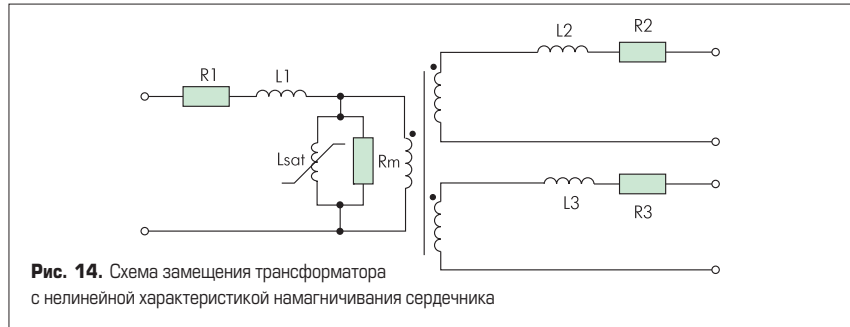 R1
L1
Lsat
Rm
L2
R2
L3
R3
Рис. 14. Схема замещения трансформатора
с нелинейной характеристикой намагничивания сердечника